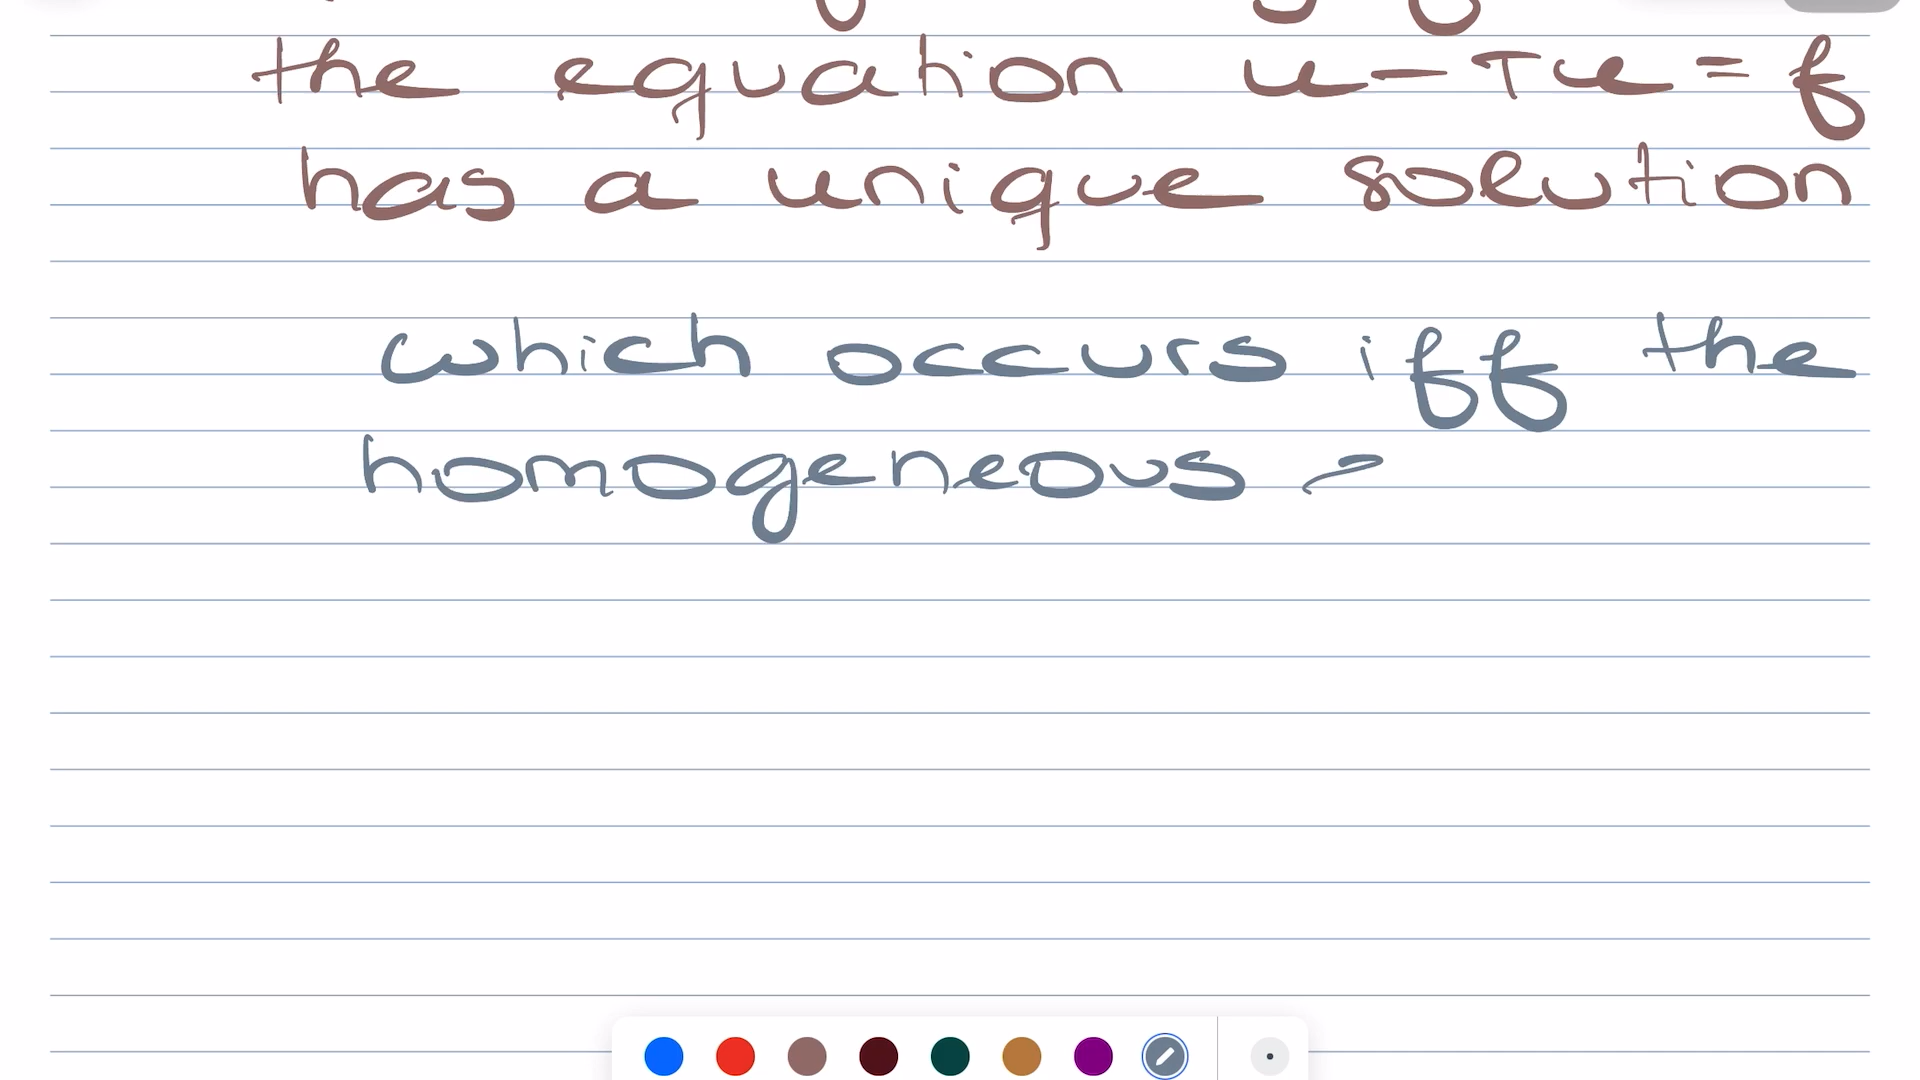 the equation u - Tu = f
has a unique solution
which occurs iff the
homogeneous